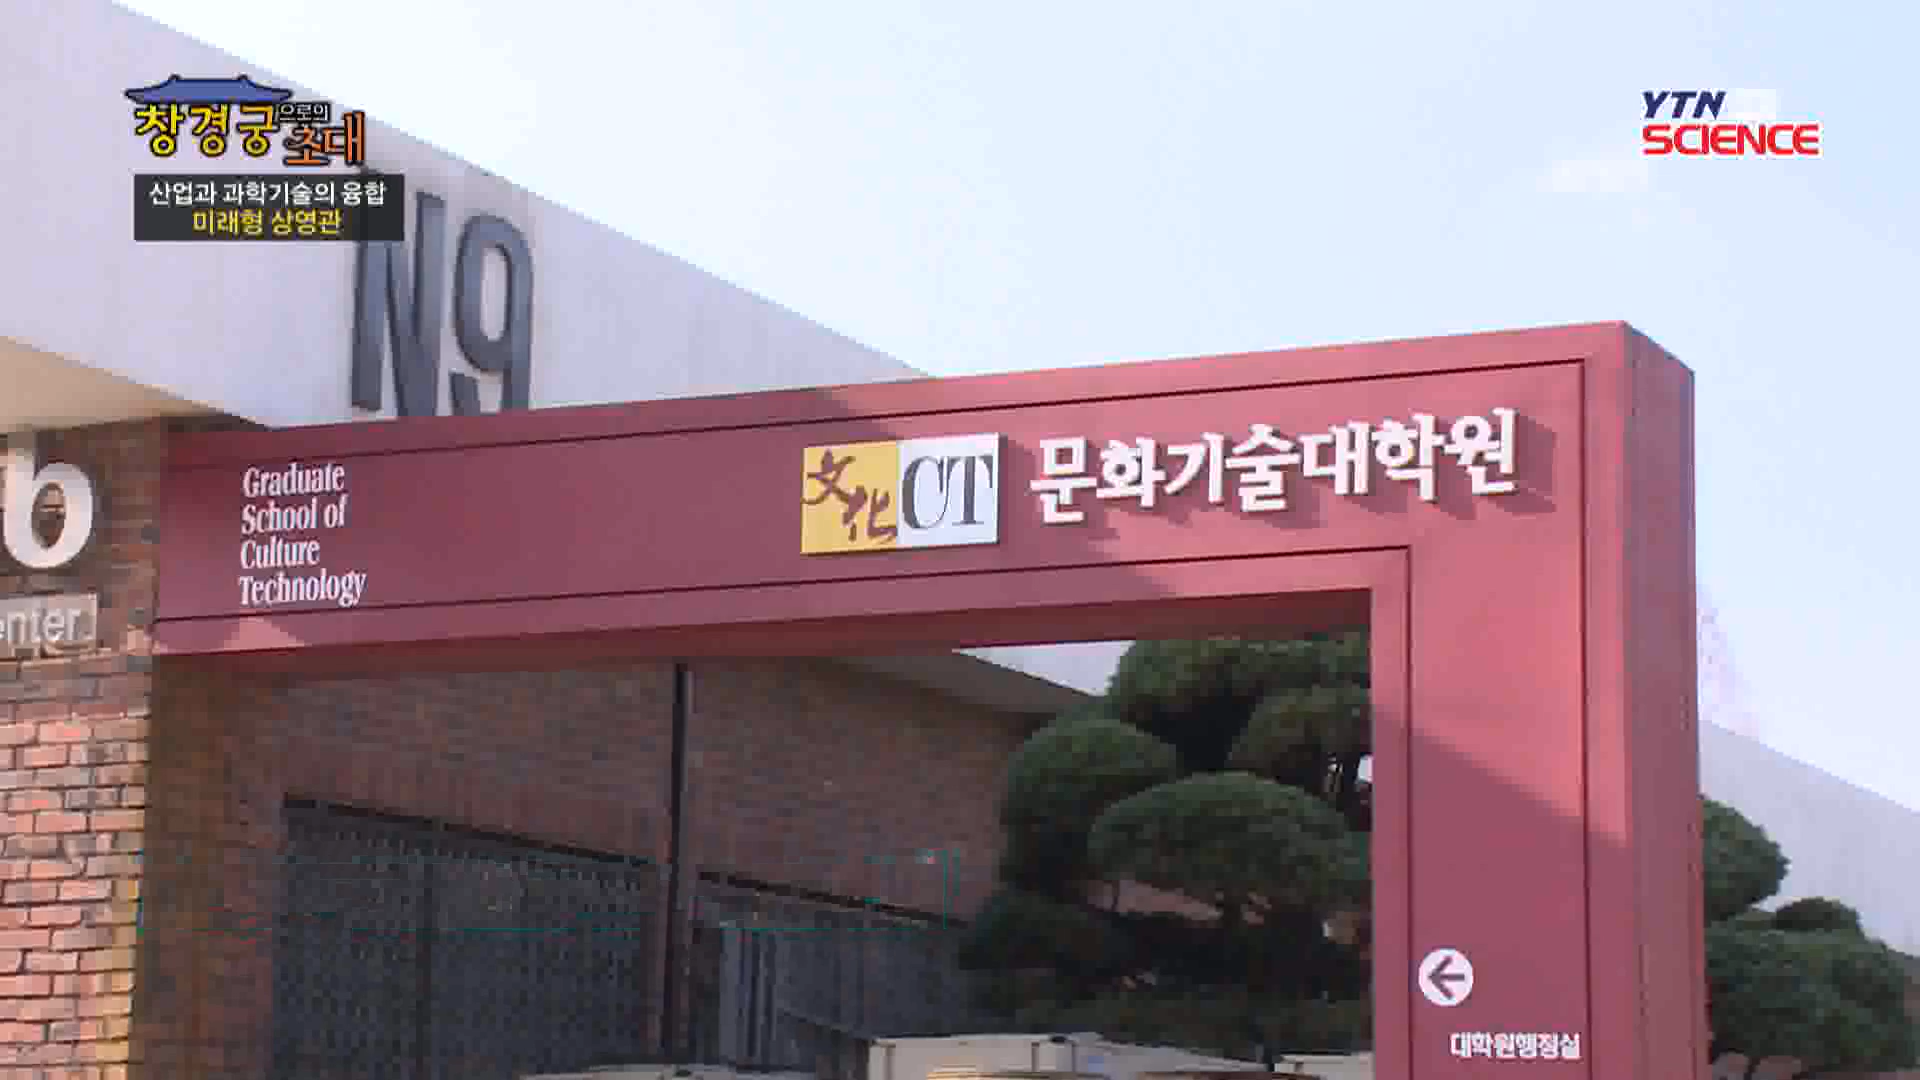 창경궁으로의 초대
산업과 과학기술의 융합
미래형 상영관
YTN
SCIENCE
N9
Graduate
School of
Culture
Technology
文化 CT 문화기술대학원
b
enter
대학원행정실